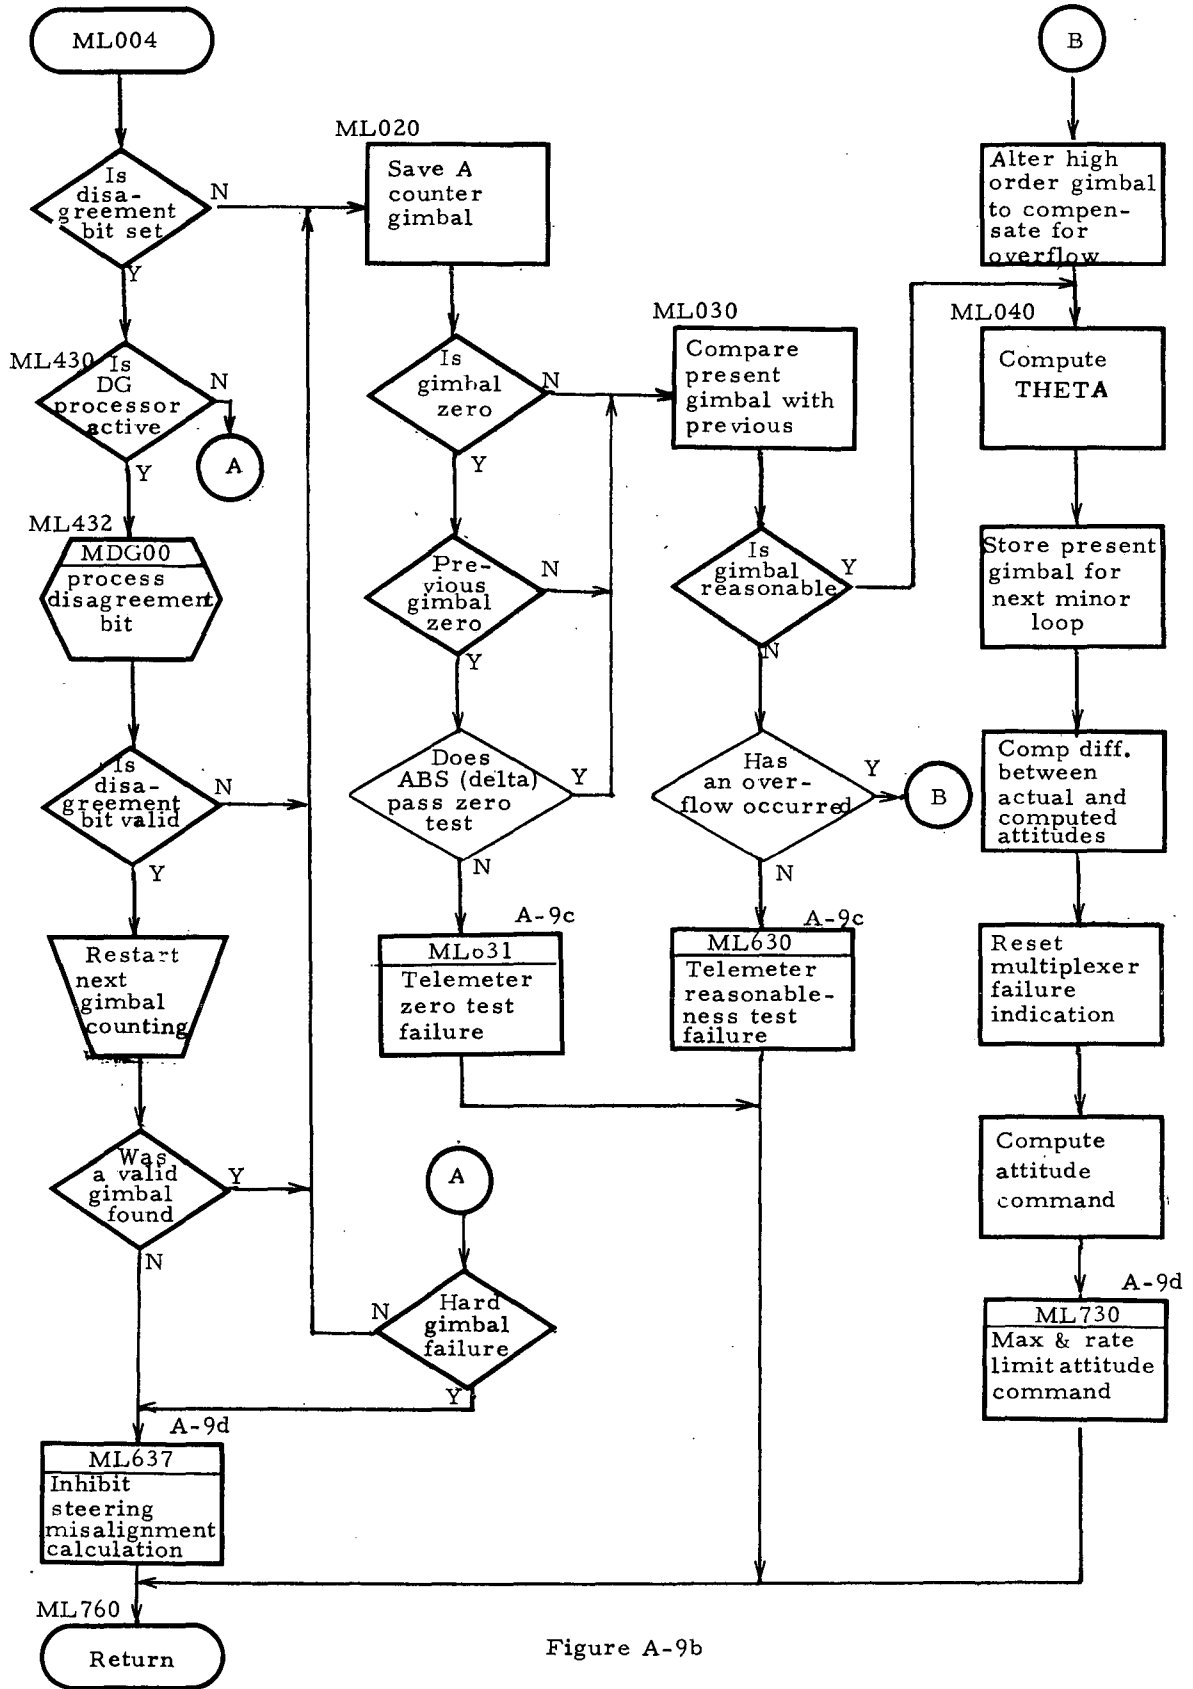 ML004
B
Is
disa-
greement
bit set
N
Y
ML020
Save A
counter
gimbal
Alter high
order gimbal
to compen-
sate for
overflow
ML430
Is
DG
processor
active
N
Y
A
Is
gimbal
zero
N
Y
ML030
Compare
present
gimbal with
previous
ML040
Compute
THETA
ML432
MDG00
process
disagreement
bit
Pre-
vious
gimbal
zero
N
Y
Is
gimbal
reasonable
Y
N
Store present
gimbal for
next minor
loop
Is
disa-
greement
bit valid
N
Y
Does
ABS (delta)
pass zero
test
Y
N
Has
an over-
flow occurred
Y
B
N
Comp diff.
between
actual and
computed
attitudes
Restart
next
gimbal
counting
A-9c
ML631
Telemeter
zero test
failure
A-9c
ML630
Telemeter
reasonable-
ness test
failure
Reset
multiplexer
failure
indication
Was
a valid
gimbal
found
Y
N
A
Compute
attitude
command
Hard
gimbal
failure
N
Y
A-9d
ML730
Max & rate
limit attitude
command
A-9d
ML637
Inhibit
steering
misalignment
calculation
ML760
Return
Figure A-9b